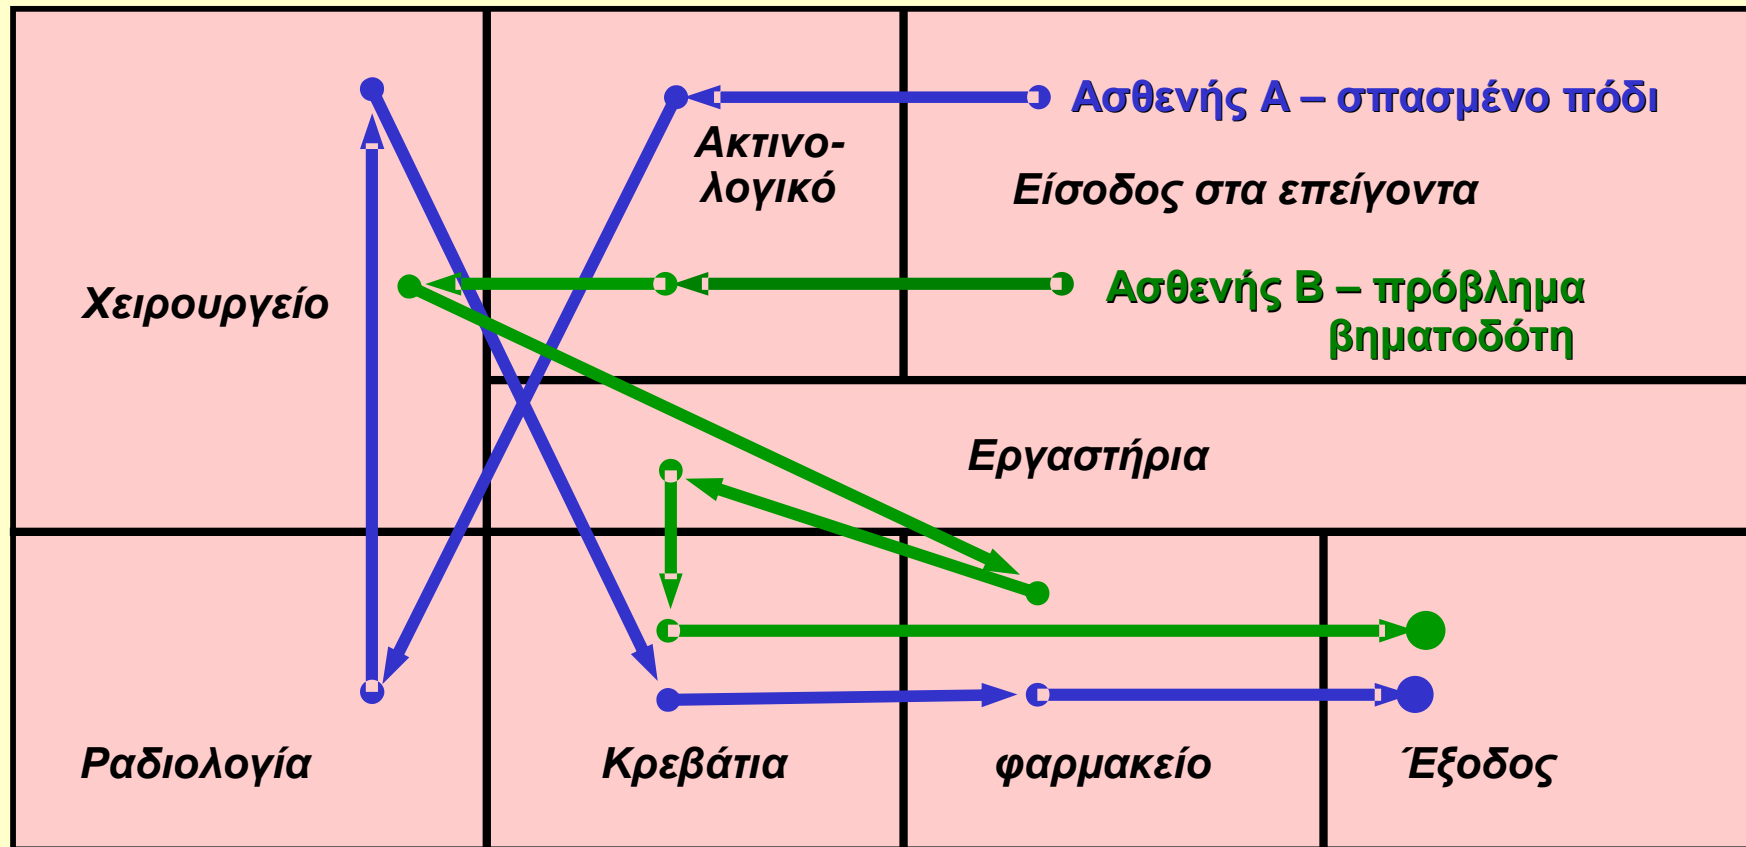 Ασθενής Α – σπασμένο πόδι
Ακτινο-
λογικό
Είσοδος στα επείγοντα
Χειρουργείο
Ασθενής Β – πρόβλημα
βηματοδότη
Εργαστήρια
Ραδιολογία
Κρεβάτια
φαρμακείο
Έξοδος